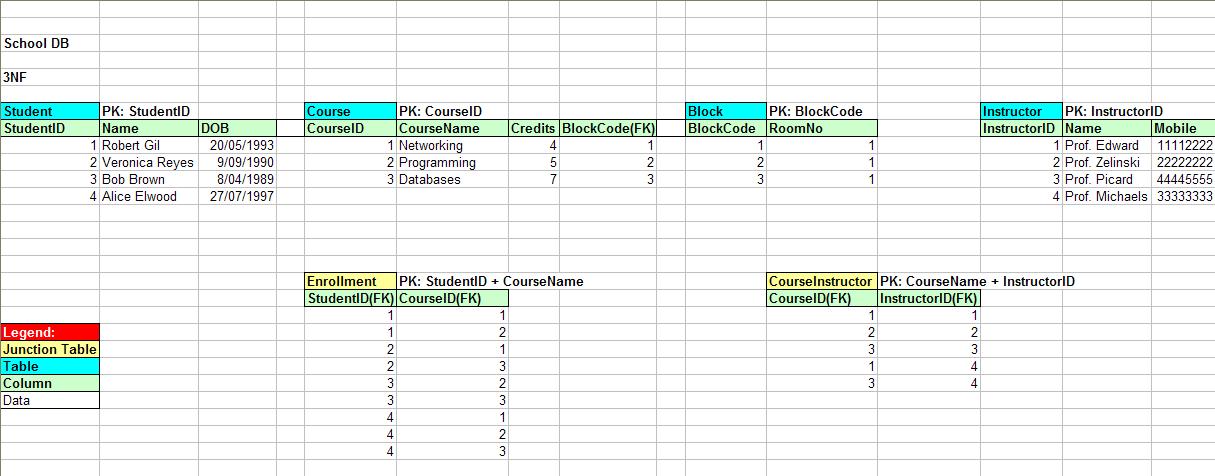 School DB
3NF
Student PK: StudentID Course PK: CourseID Block PK: BlockCode Instructor PK: InstructorID
StudentID Name DOB CourseID CourseName Credits BlockCode(FK) BlockCode RoomNo InstructorID Name Mobile
1 Robert Gil 20/05/1993 1 Networking 4 1 1 1 1 Prof. Edward 11112222
2 Veronica Reyes 9/09/1990 2 Programming 5 2 2 1 2 Prof. Zelinski 22222222
3 Bob Brown 8/04/1989 3 Databases 7 3 3 1 3 Prof. Picard 44445555
4 Alice Elwood 27/07/1997 4 Prof. Michaels 33333333
Enrollment PK: StudentID + CourseName CourseInstructor PK: CourseName + InstructorID
StudentID(FK) CourseID(FK) CourseID(FK) InstructorID(FK)
1 1 1 1
Legend: 1 2 2 2
Junction Table 2 1 3 3
Table 2 3 1 4
Column 3 2 3 4
Data 3 3
4 1
4 2
4 3